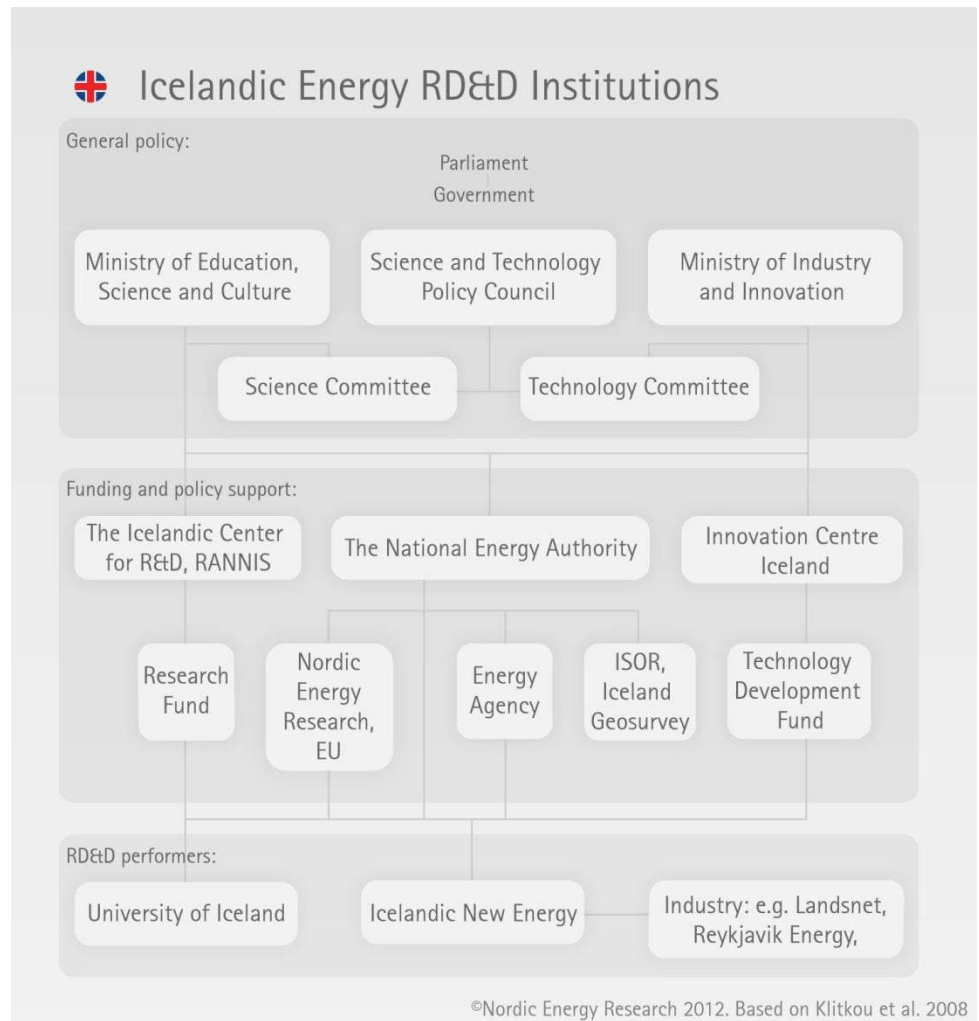 Icelandic Energy RD&D Institutions
General policy:
Parliament
Government
Ministry of Education,
Science and Culture
Science and Technology
Policy Council
Ministry of Industry
and Innovation
Science Committee
Technology Committee
Funding and policy support:
The Icelandic Center
for R&D, RANNIS
The National Energy Authority
Innovation Centre
Iceland
Research
Fund
Nordic
Energy
Research,
EU
Energy
Agency
ISOR,
Iceland
Geosurvey
Technology
Development
Fund
RD&D performers:
University of Iceland
Icelandic New Energy
Industry: e.g. Landsnet,
Reykjavik Energy,
©Nordic Energy Research 2012. Based on Klitkou et al. 2008